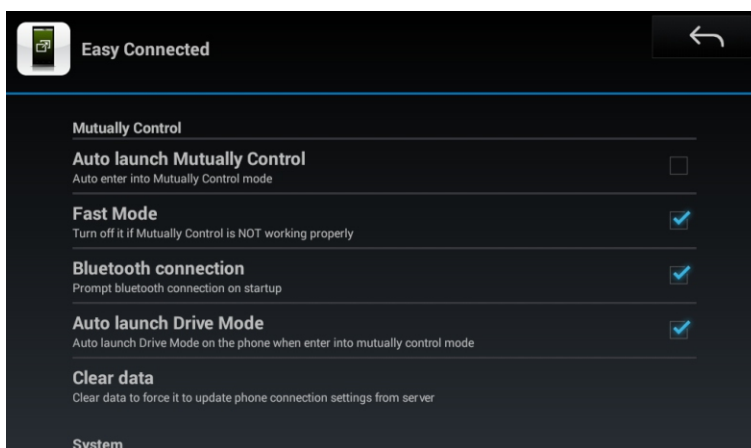 Easy Connected
Mutually Control
Auto launch Mutually Control
Auto enter into Mutually Control mode
Fast Mode
Turn off it if Mutually Control is NOT working properly
Bluetooth connection
Prompt bluetooth connection on startup
Auto launch Drive Mode
Auto launch Drive Mode on the phone when enter into mutually control mode
Clear data
Clear data to force it to update phone connection settings from server
System